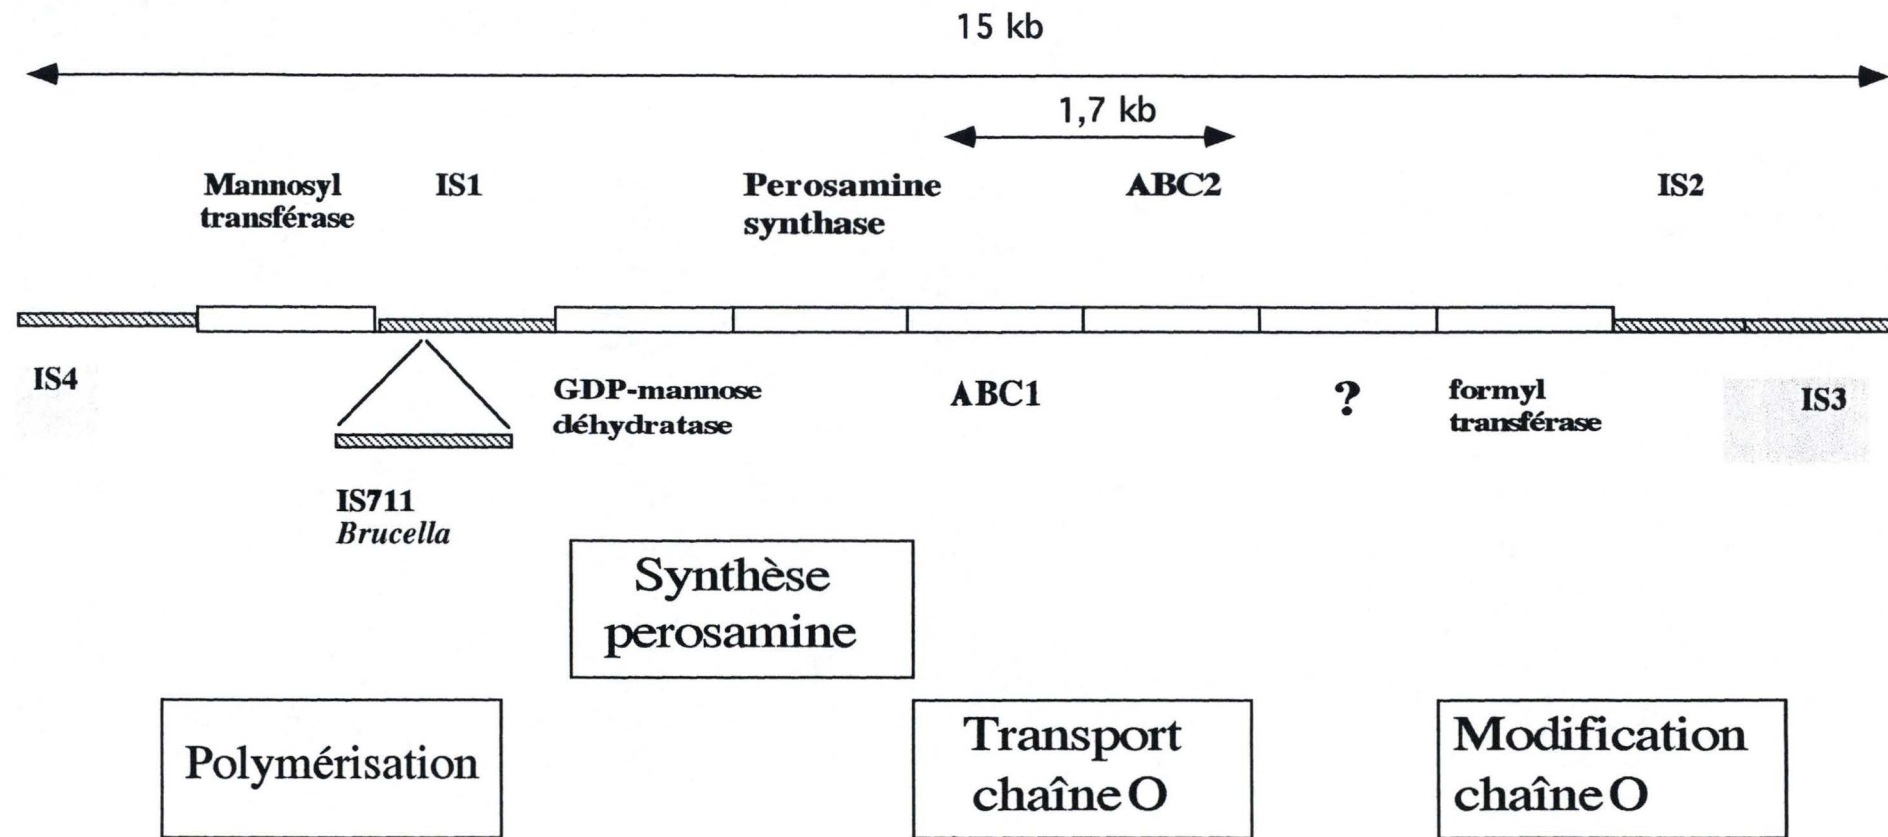 15 kb
1,7 kb
Mannosyl
transférase
IS1
Perosamine
synthase
ABC2
IS2
IS4
GDP-mannose
déhydratase
ABC1
?
formyl
transférase
IS3
IS711
Brucella
Synthèse
perosamine
Polymérisation
Transport
chaîne O
Modification
chaîne O